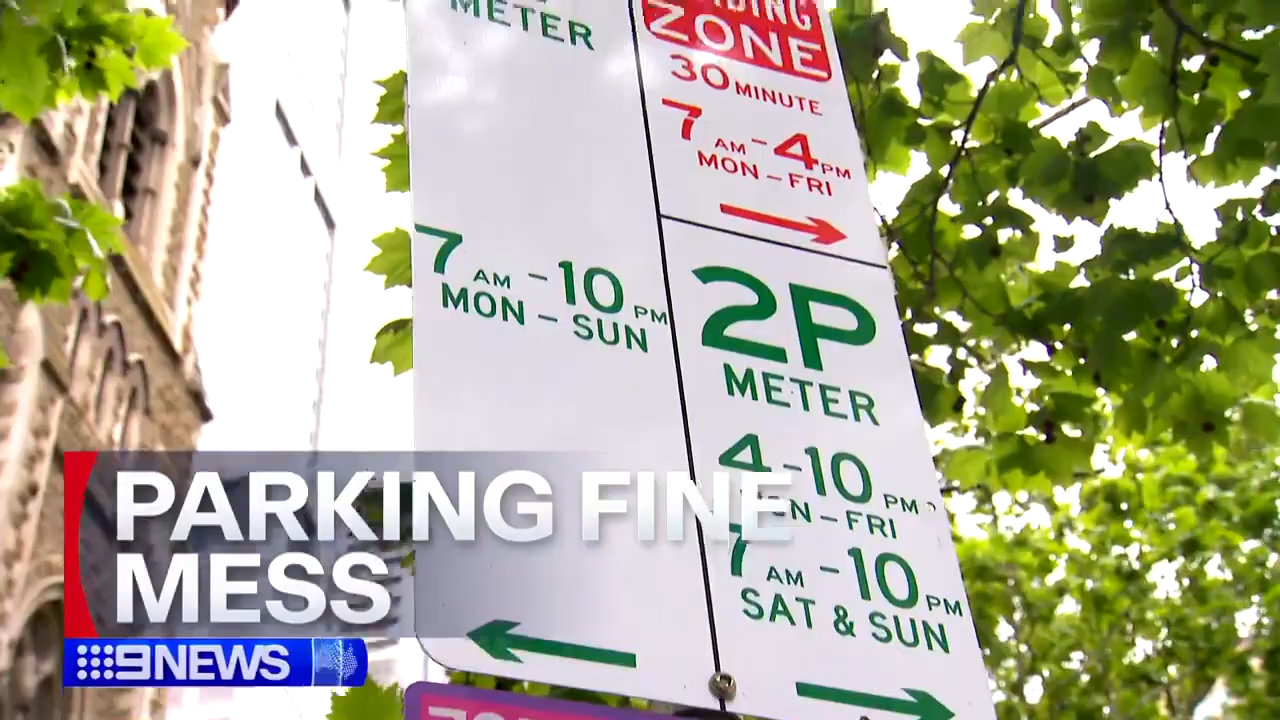 METER
7 AM - 10 PM
MON - SUN
ZONE
30 MINUTE
7 AM - 4 PM
MON - FRI
2P
METER
4 - 10 PM
MON - FRI
7 AM - 10 PM
SAT & SUN
PARKING FINE
MESS
9NEWS